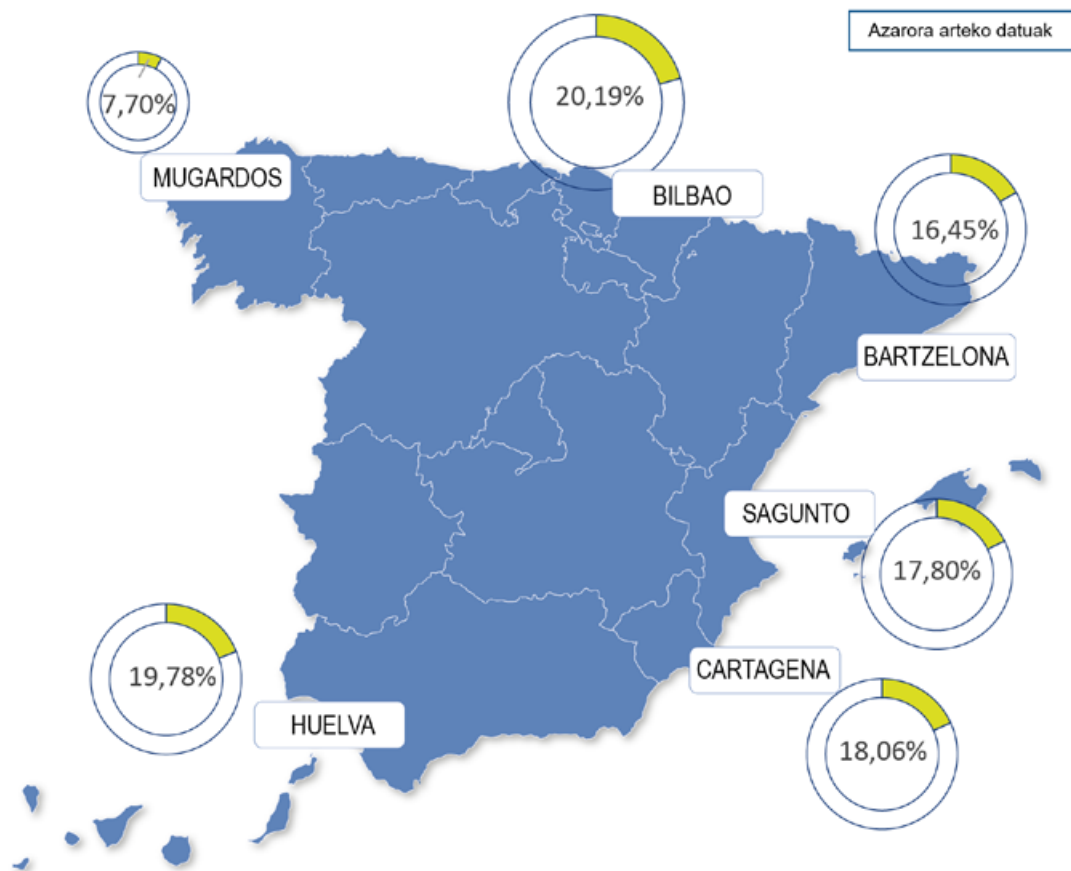 Azarora arteko datuak
7,70%
20,19%
MUGARDOS
BILBAO
16,45%
BARTZELONA
SAGUNTO
17,80%
CARTAGENA
19,78%
HUELVA
18,06%